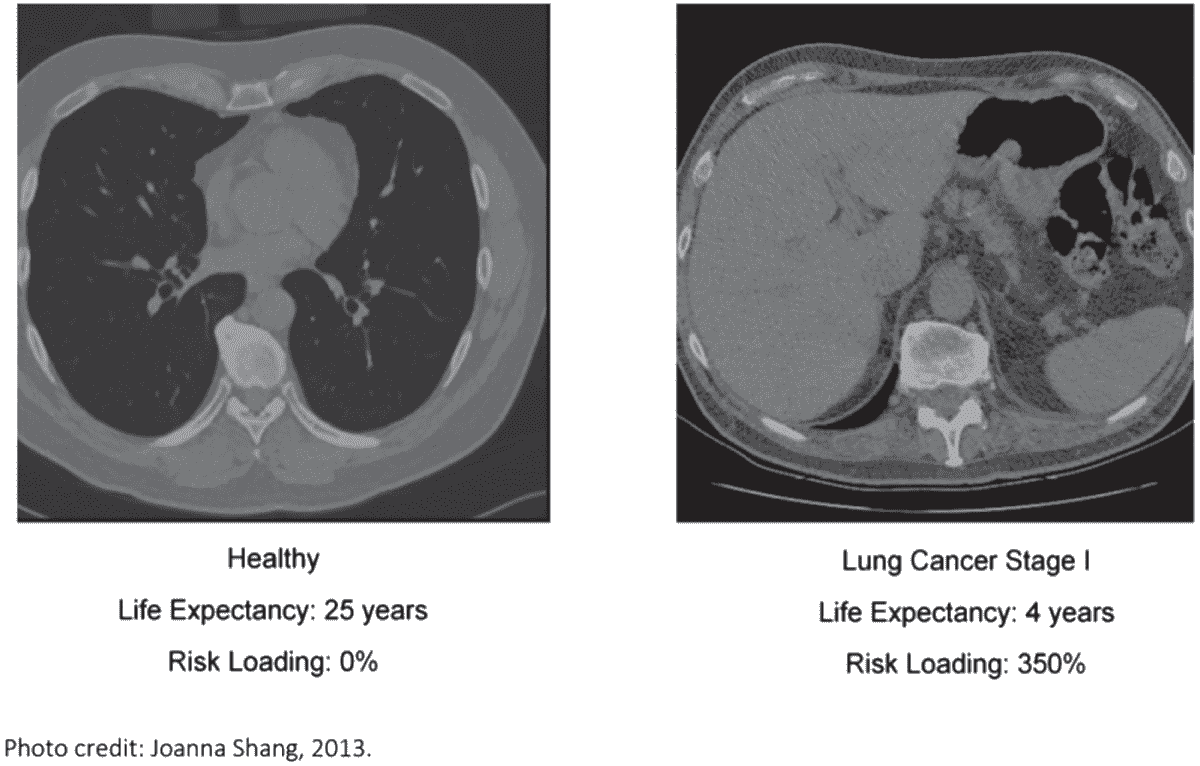 Healthy
Life Expectancy: 25 years
Risk Loading: 0%
Lung Cancer Stage I
Life Expectancy: 4 years
Risk Loading: 350%
Photo credit: Joanna Shang, 2013.